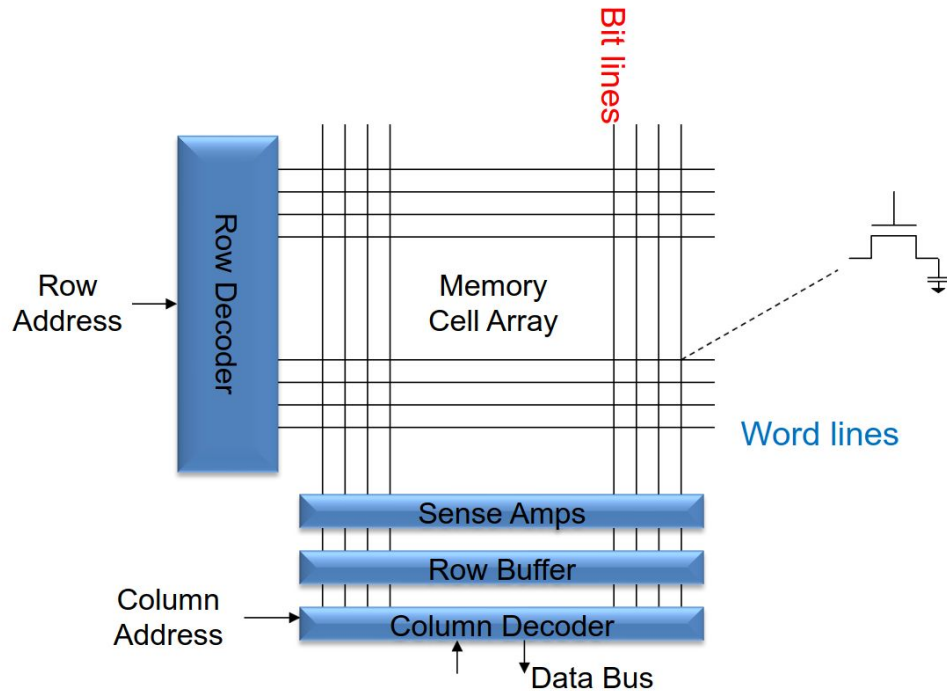 Bit lines
Row Decoder
Row
Address
Memory
Cell Array
Word lines
Sense Amps
Row Buffer
Column
Address
Column Decoder
Data Bus